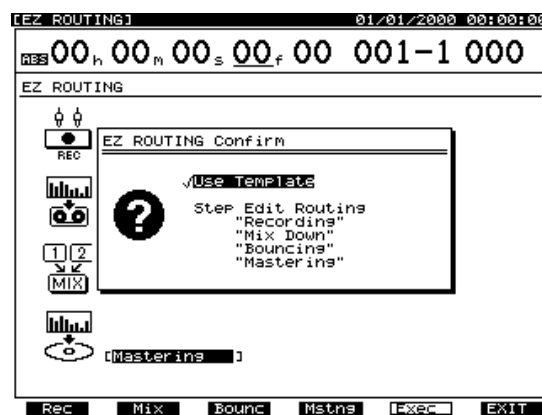 [EZ ROUTING] 01/01/2000 00:00:00
ABS 00h 00m 00s 00f 00 001-1 000
EZ ROUTING
REC
EZ ROUTING Confirm
?
√Use Template
Step Edit Routing
"Recording"
"Mix Down"
"Bouncing"
"Mastering"
1 2
MIX
[Mastering ]
Rec Mix Bounc Mstng Exec EXIT